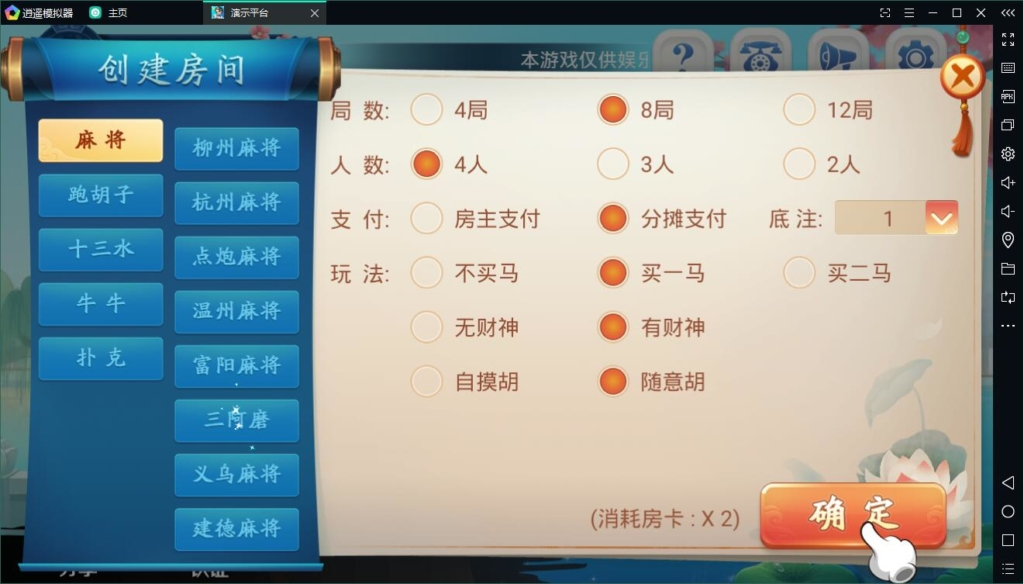 逍遥模拟器 主页 演示平台
本游戏仅供娱乐
创建房间
麻将
跑胡子
十三水
牛牛
扑克
柳州麻将
杭州麻将
点炮麻将
温州麻将
富阳麻将
三阿磨
义乌麻将
建德麻将
局 数: 4局 8局 12局
人 数: 4人 3人 2人
支 付: 房主支付 分摊支付 底 注: 1
玩 法: 不买马 买一马 买二马
无财神 有财神
自摸胡 随意胡
(消耗房卡 : X 2)
确定